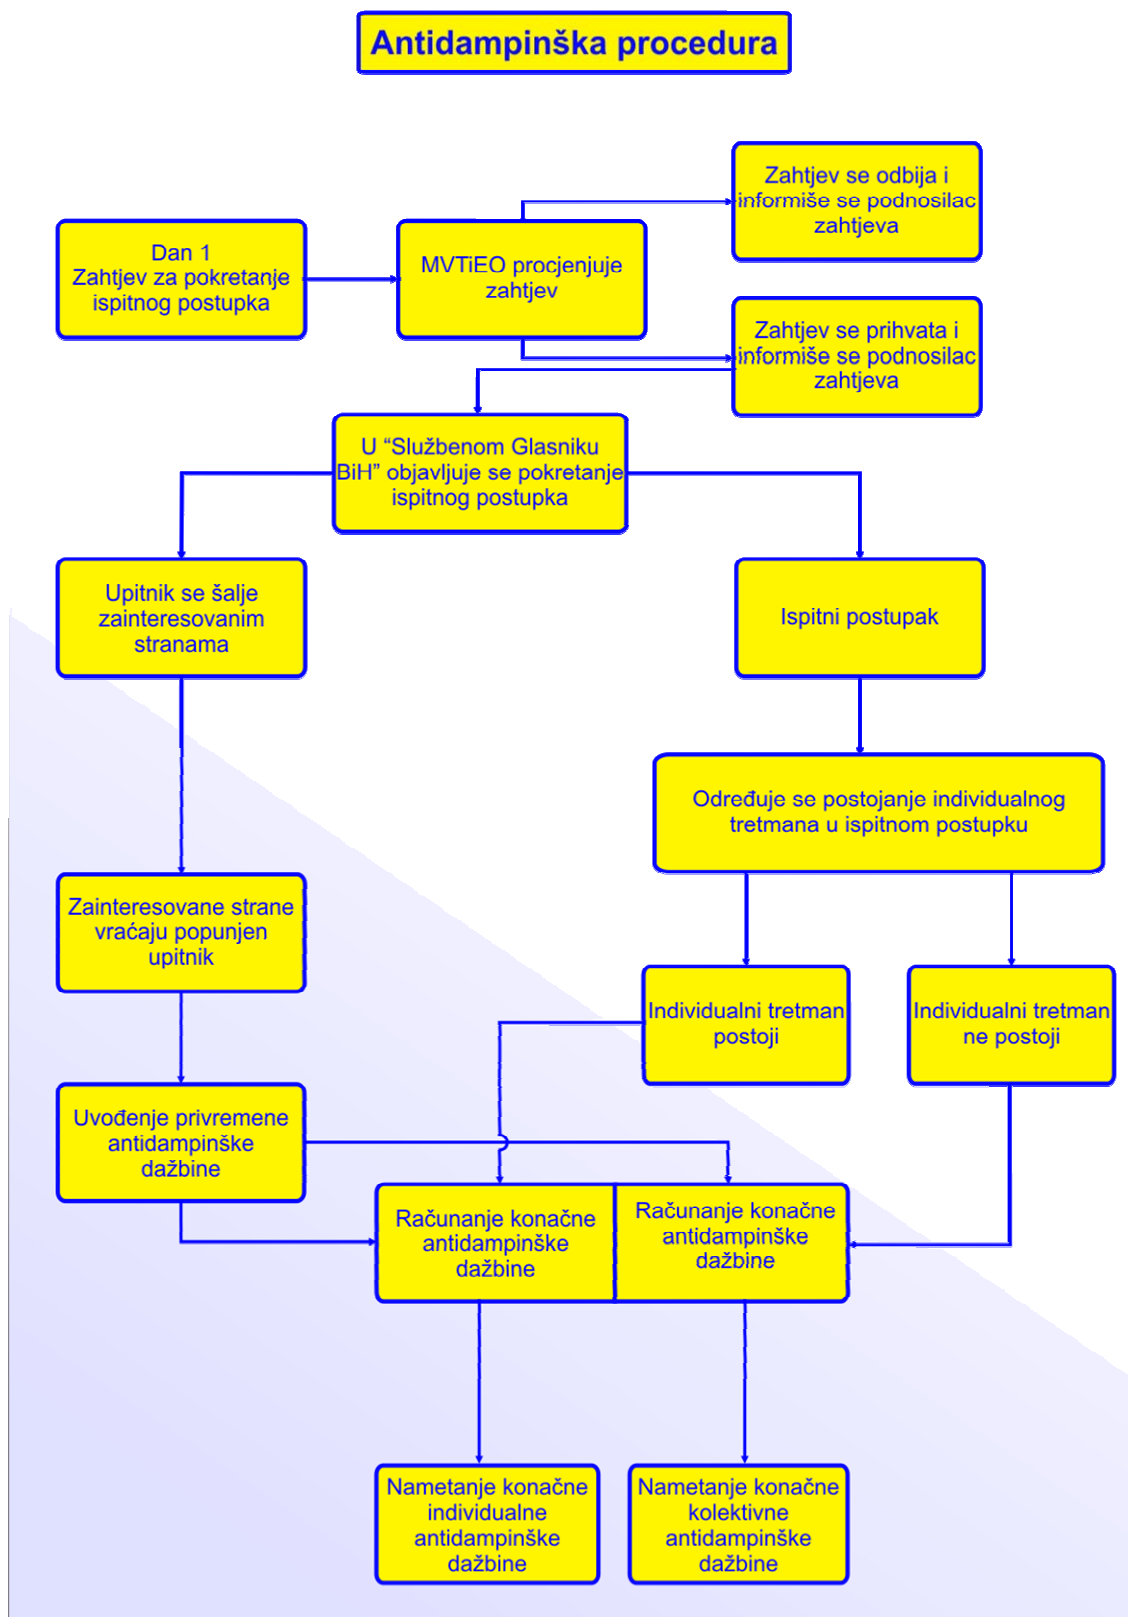 Antidampinška procedura
Zahtjev se odbija i
informiše se podnosilac
zahtjeva
Dan 1
Zahtjev za pokretanje
ispitnog postupka
MVTiEO procjenjuje
zahtjev
Zahtjev se prihvata i
informiše se podnosilac
zahtjeva
U “Službenom Glasniku
BiH” objavljuje se pokretanje
ispitnog postupka
Upitnik se šalje
zainteresovanim
stranama
Ispitni postupak
Određuje se postojanje individualnog
tretmana u ispitnom postupku
Zainteresovane strane
vraćaju popunjen
upitnik
Individualni tretman
postoji
Individualni tretman
ne postoji
Uvođenje privremene
antidampinške
dažbine
Računanje konačne
antidampinške
dažbine
Računanje konačne
antidampinške
dažbine
Nametanje konačne
individualne
antidampinške
dažbine
Nametanje konačne
kolektivne
antidampinške
dažbine